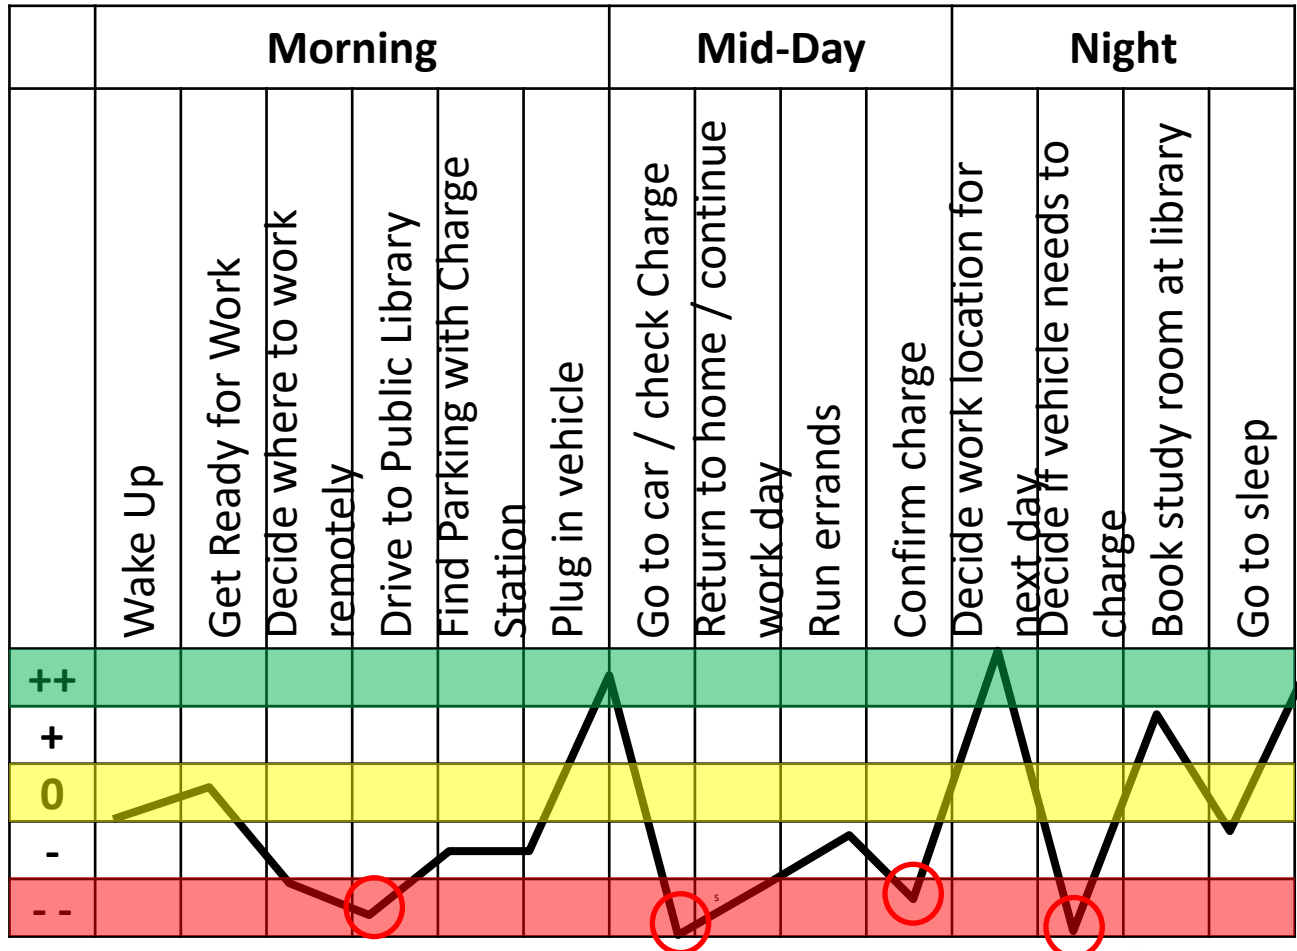 Morning
Mid-Day
Night
Wake Up
Get Ready for Work
Decide where to work
remotely
Drive to Public Library
Find Parking with Charge
Station
Plug in vehicle
Go to car / check Charge
Return to home / continue
work day
Run errands
Confirm charge
Decide work location for
next day
Decide if vehicle needs to
charge
Book study room at library
Go to sleep
++
+
0
-
- -
s